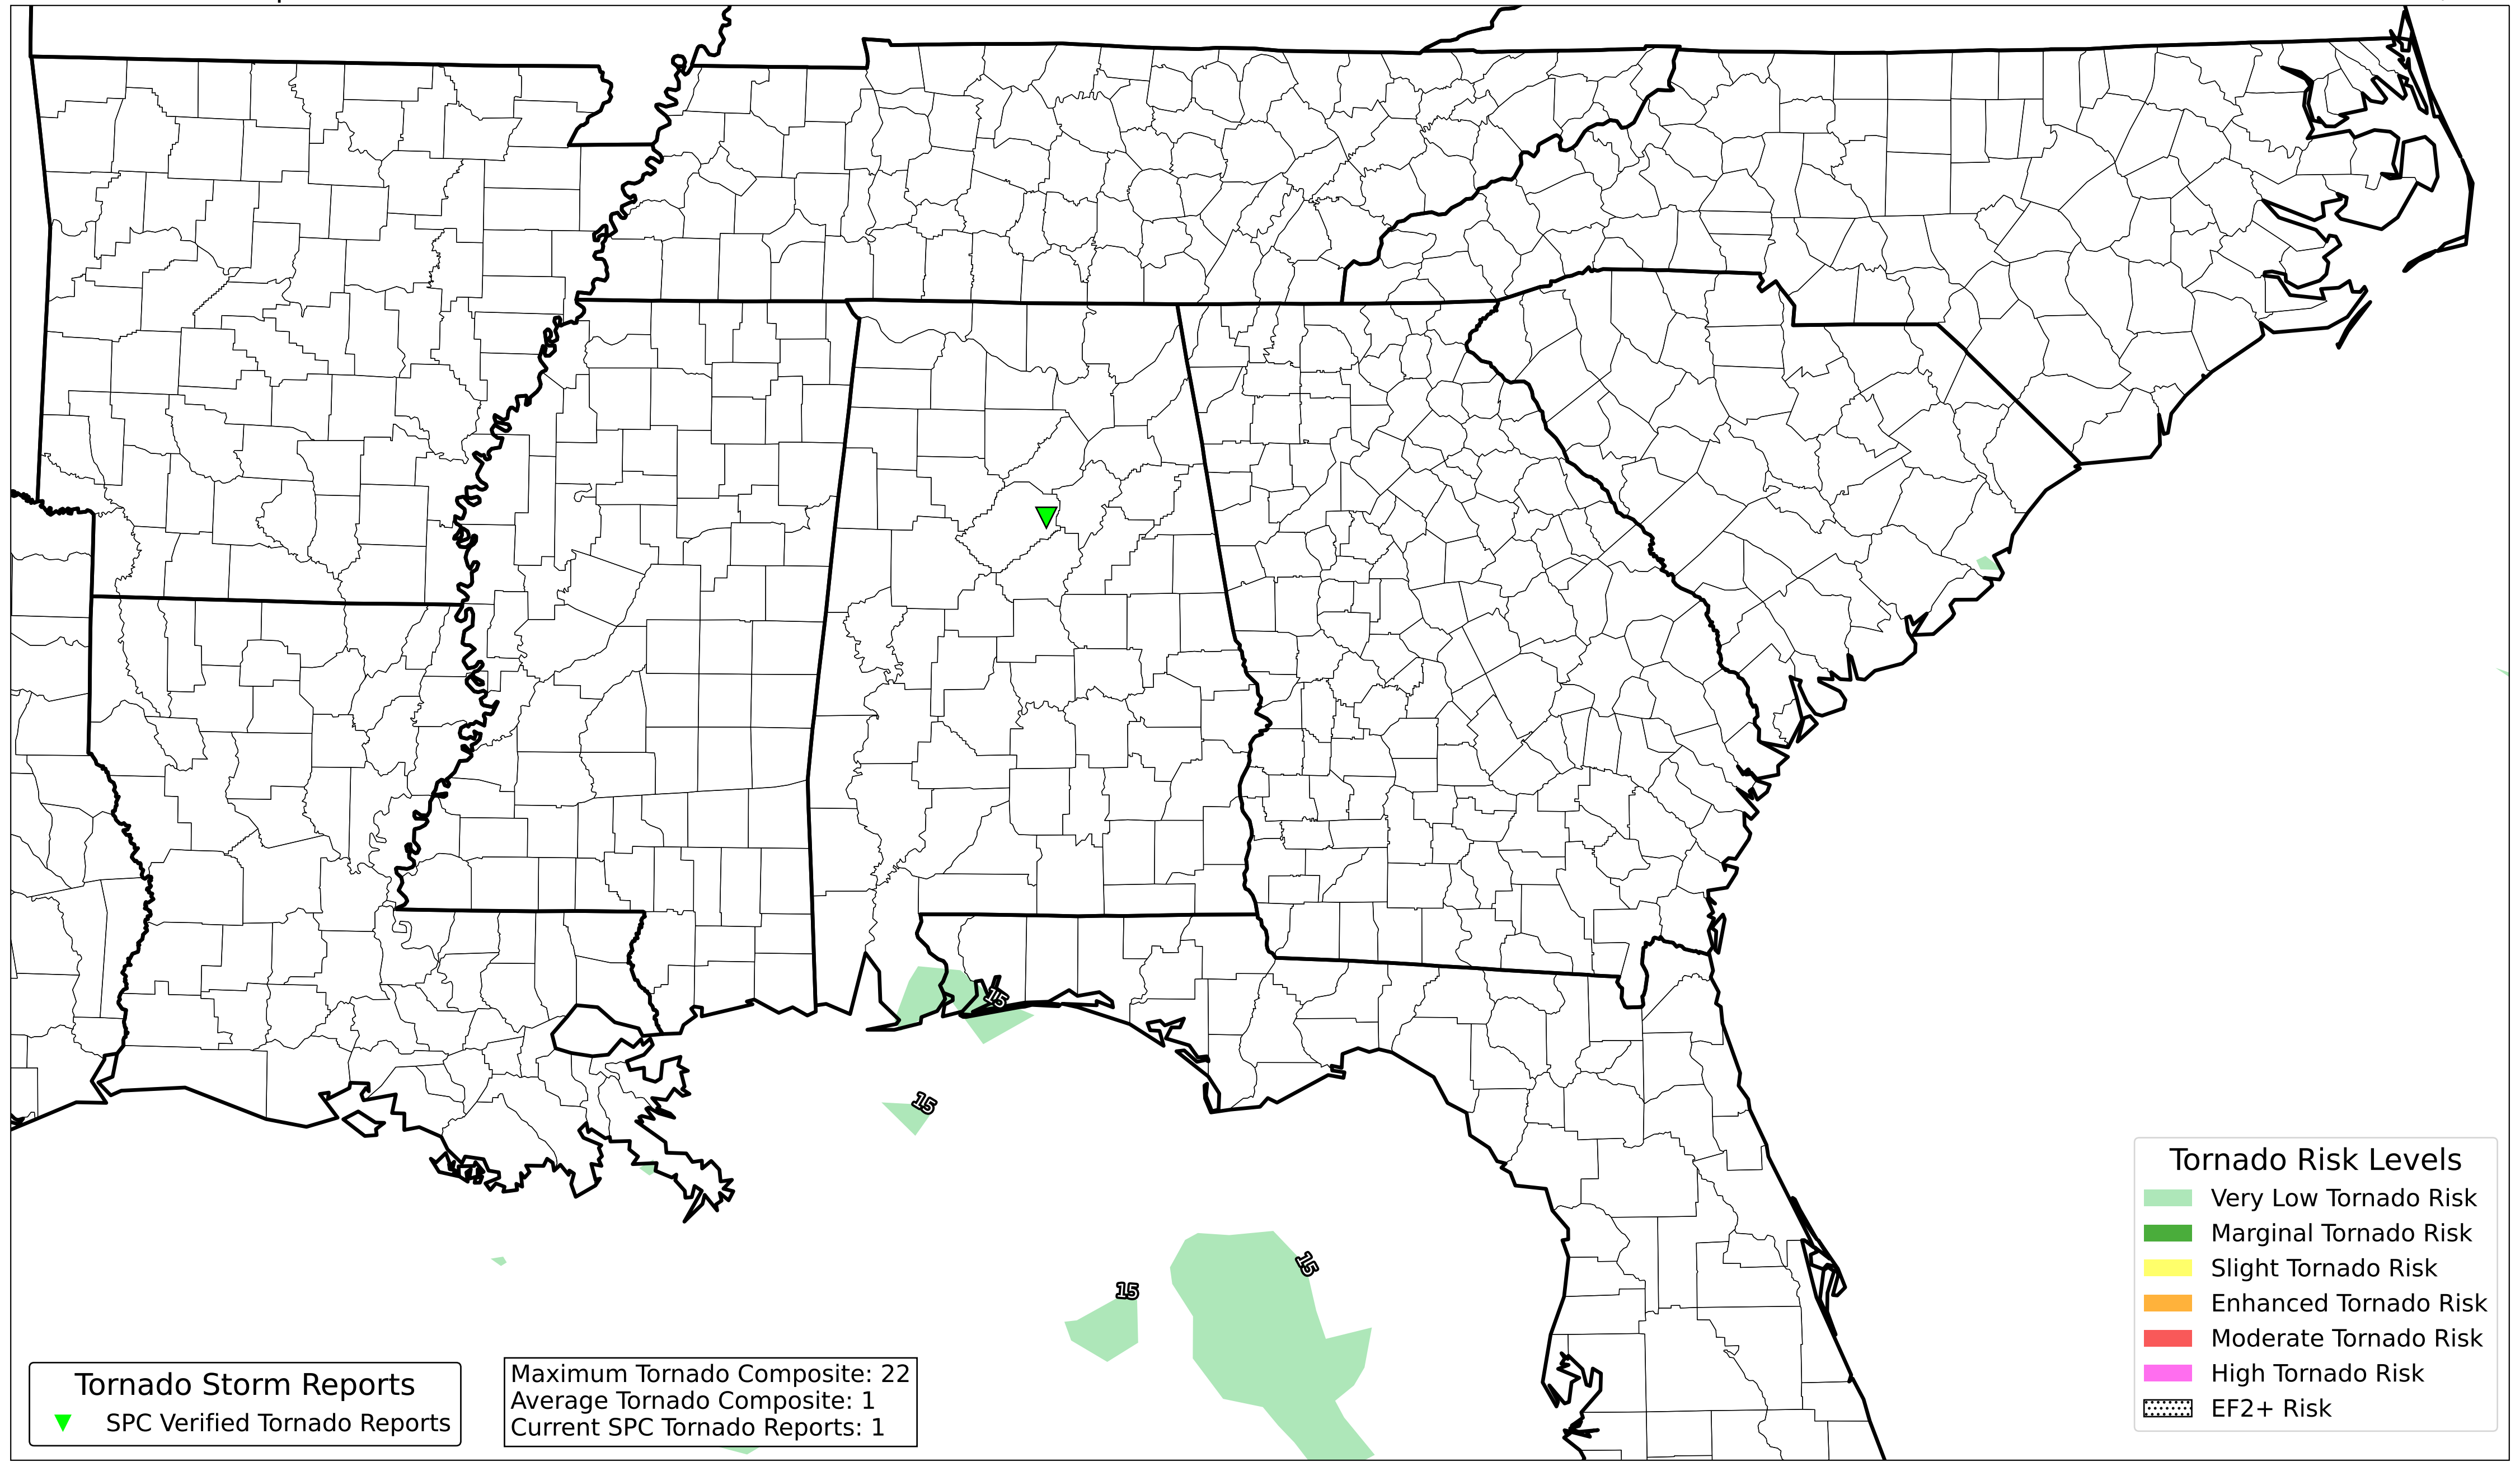 15
15
15
15
Tornado Storm Reports
SPC Verified Tornado Reports
Maximum Tornado Composite: 22
Average Tornado Composite: 1
Current SPC Tornado Reports: 1
Tornado Risk Levels
Very Low Tornado Risk
Marginal Tornado Risk
Slight Tornado Risk
Enhanced Tornado Risk
Moderate Tornado Risk
High Tornado Risk
EF2+ Risk